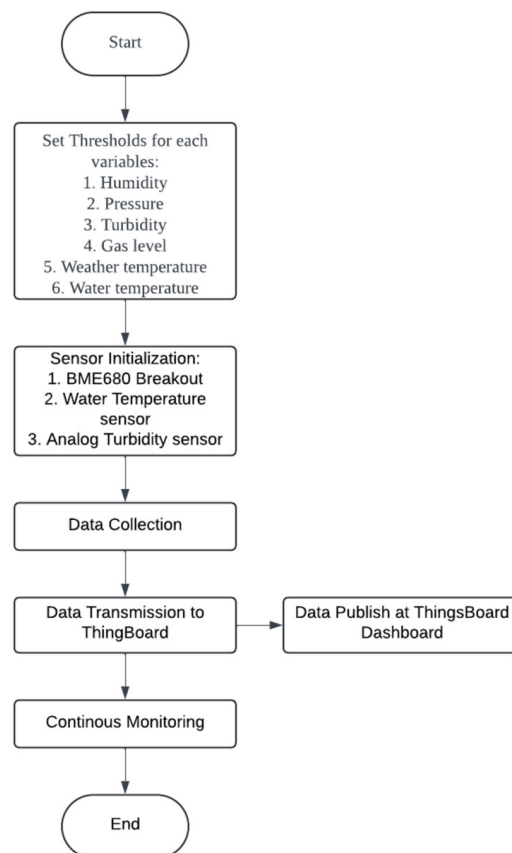 Start
Set Thresholds for each
variables:
1. Humidity
2. Pressure
3. Turbidity
4. Gas level
5. Weather temperature
6. Water temperature
Sensor Initialization:
1. BME680 Breakout
2. Water Temperature
sensor
3. Analog Turbidity sensor
Data Collection
Data Transmission to
ThingBoard
Data Publish at ThingsBoard
Dashboard
Continous Monitoring
End